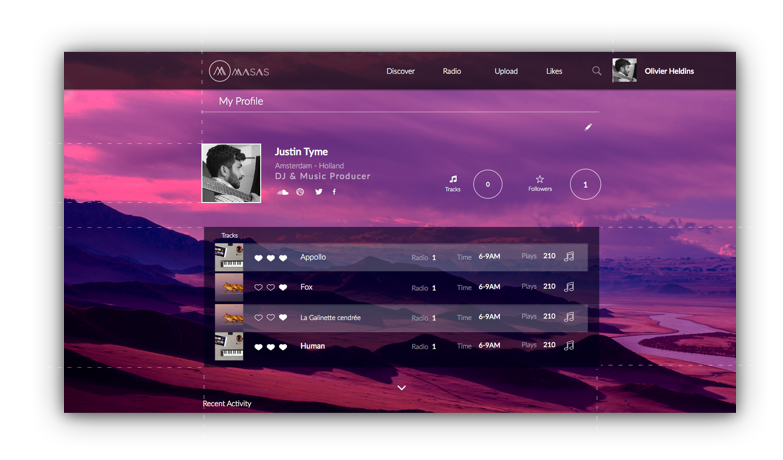 MASAS Discover Radio Upload Likes Olivier Heldins
My Profile
Justin Tyme
Amsterdam - Holland
DJ & Music Producer
Tracks 0 Followers 1
Tracks
Appollo Radio 1 Time 6-9AM Plays 210
Fox Radio 1 Time 6-9AM Plays 210
La Galinette cendrée Radio 1 Time 6-9AM Plays 210
Human Radio 1 Time 6-9AM Plays 210
Recent Activity